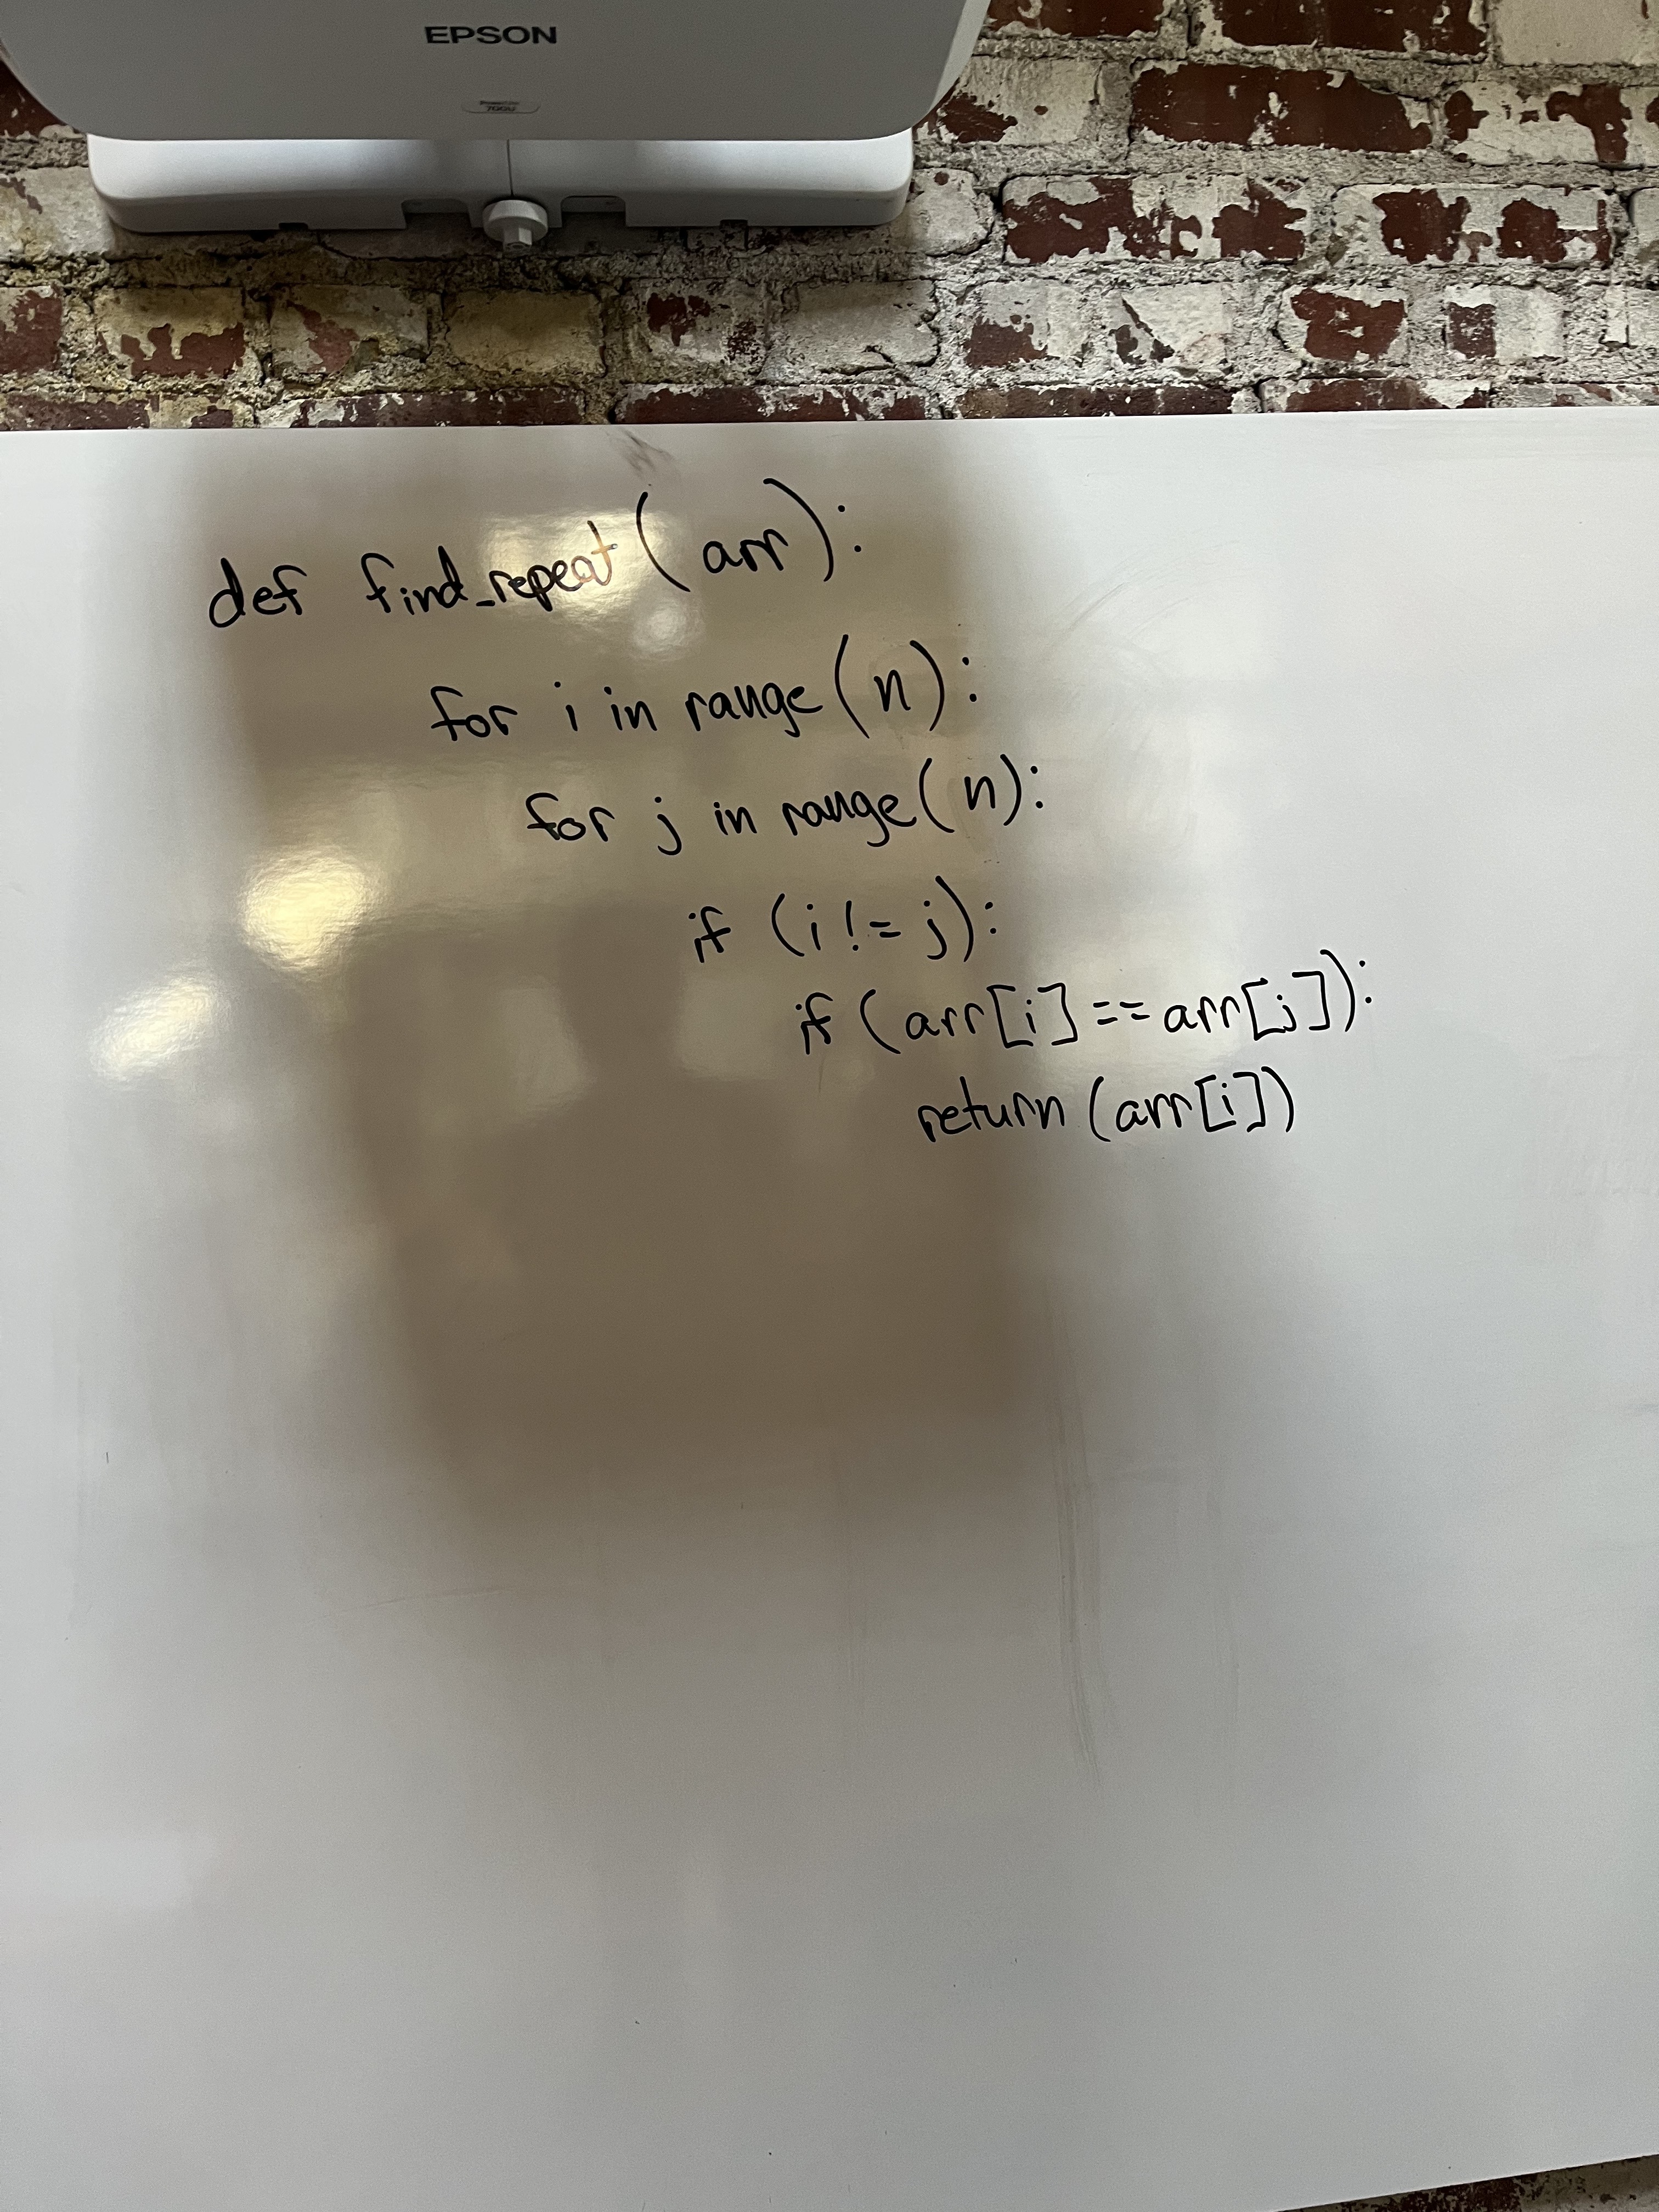 EPSON
def find_repeat(arr):
for i in range(n):
for j in range(n):
if (i != j):
if (arr[i] == arr[j]):
return (arr[i])